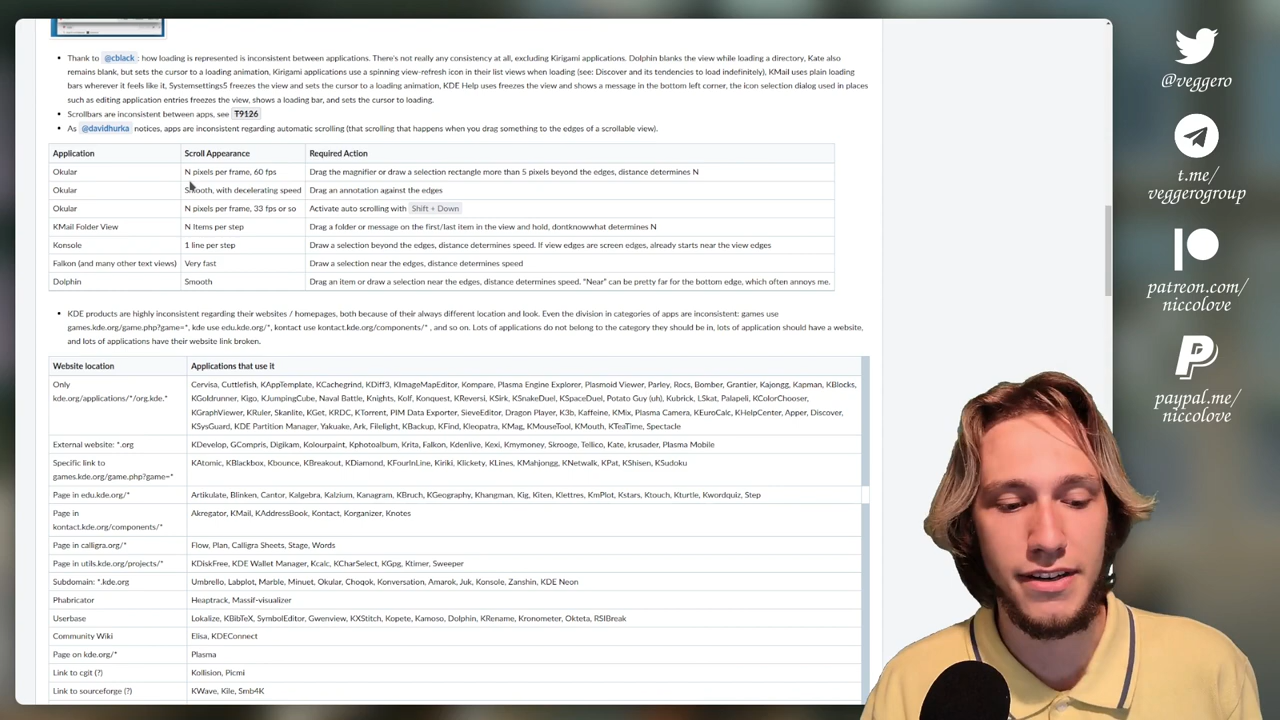 Thank to @cblack : how loading is represented is inconsistent between applications. There's not really any consistency at all, excluding Kirigami applications. Dolphin blanks the view while loading a directory, Kate also
remains blank, but sets the cursor to a loading animation, Kirigami applications use a spinning view-refresh icon in their list views when loading (see: Discover and its tendencies to load indefinitely), KMail uses plain loading
bars wherever it feels like it, Systemsettings5 freezes the view and sets the cursor to a loading animation, KDE Help uses freezes the view and shows a message in the bottom left corner, the icon selection dialog used in places
such as editing application entries freezes the view, shows a loading bar, and sets the cursor to loading.
Scrollbars are inconsistent between apps, see T9126
As @davidhurka notices, apps are inconsistent regarding automatic scrolling (that scrolling that happens when you drag something to the edges of a scrollable view).
Application Scroll Appearance Required Action
Okular N pixels per frame, 60 fps Drag the magnifier or draw a selection rectangle more than 5 pixels beyond the edges, distance determines N
Okular Smooth, with decelerating speed Drag an annotation against the edges
Okular N pixels per frame, 33 fps or so Activate auto scrolling with Shift + Down
KMail Folder View N Items per step Drag a folder or message on the first/last item in the view and hold, dontknowwhat determines N
Konsole 1 line per step Draw a selection beyond the edges, distance determines speed. If view edges are screen edges, already starts near the view edges
Falkon (and many other text views) Very fast Draw a selection near the edges, distance determines speed
Dolphin Smooth Drag an item or draw a selection near the edges, distance determines speed. "Near" can be pretty far for the bottom edge, which often annoys me.
KDE products are highly inconsistent regarding their websites / homepages, both because of their always different location and look. Even the division in categories of apps are inconsistent: games use
games.kde.org/game.php?game=*, kde use edu.kde.org/*, kontact use kontact.kde.org/components/* , and so on. Lots of applications do not belong to the category they should be in, lots of application should have a website,
and lots of applications have their website link broken.
Website location Applications that use it
Only
kde.org/applications/*/org.kde.*
Cervisa, Cuttlefish, KAppTemplate, KCachegrind, KDiff3, KImageMapEditor, Kompare, Plasma Engine Explorer, Plasmoid Viewer, Parley, Rocs, Bomber, Grantier, Kajongg, Kapman, KBlocks,
KGoldrunner, Kigo, KJumpingCube, Naval Battle, Knights, Kolf, Konquest, KReversi, KSirk, KSnakeDuel, KSpaceDuel, Potato Guy (uh), Kubrick, LSkat, Palapeli, KColorChooser,
KGraphViewer, KRuler, Skanlite, KGet, KRDC, KTorrent, PIM Data Exporter, SieveEditor, Dragon Player, K3b, Kaffeine, KMix, Plasma Camera, KEuroCalc, KHelpCenter, Apper, Discover,
KSysGuard, KDE Partition Manager, Yakuake, Ark, Filelight, KBackup, KFind, Kleopatra, KMag, KMouseTool, KMouth, KTeaTime, Spectacle
External website: *.org KDevelop, GCompris, Digikam, Kolourpaint, Kphotoalbum, Krita, Falkon, Kdenlive, Kexi, Kmymoney, Skrooge, Tellico, Kate, krusader, Plasma Mobile
Specific link to
games.kde.org/game.php?game=*
KAtomic, KBlackbox, Kbounce, KBreakout, KDiamond, KFourInLine, Kiriki, Klickety, KLines, KMahjongg, KNetwalk, KPat, KShisen, KSudoku
Page in edu.kde.org/* Artikulate, Blinken, Cantor, Kalgebra, Kalzium, Kanagram, KBruch, KGeography, Khangman, Kig, Kiten, Klettres, KmPlot, Kstars, Ktouch, Kturtle, Kwordquiz, Step
Page in
kontact.kde.org/components/*
Akregator, KMail, KAddressBook, Kontact, Korganizer, Knotes
Page in calligra.org/* Flow, Plan, Calligra Sheets, Stage, Words
Page in utils.kde.org/projects/* KDiskFree, KDE Wallet Manager, Kcalc, KCharSelect, KGpg, Ktimer, Sweeper
Subdomain: *.kde.org Umbrello, Labplot, Marble, Minuet, Okular, Choqok, Konversation, Amarok, Juk, Konsole, Zanshin, KDE Neon
Phabricator Heaptrack, Massif-visualizer
Userbase Lokalize, KBibTeX, SymbolEditor, Gwenview, KXStitch, Kopete, Kamoso, Dolphin, KRename, Kronometer, Okteta, RSIBreak
Community Wiki Elisa, KDEConnect
Page on kde.org/* Plasma
Link to cgit (?) Kollision, Picmi
Link to sourceforge (?) KWave, Kile, Smb4K
@veggero
t.me/
veggerogroup
patreon.com/
niccolove
paypal.me/
niccolove